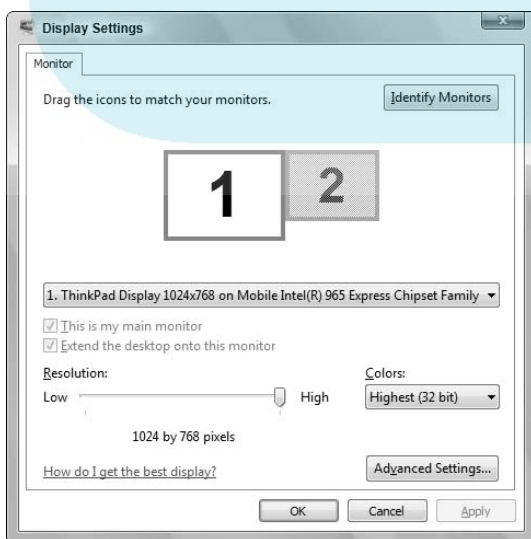 Display Settings
Monitor
Drag the icons to match your monitors.
Identify Monitors
1
2
1. ThinkPad Display 1024x768 on Mobile Intel(R) 965 Express Chipset Family
This is my main monitor
Extend the desktop onto this monitor
Resolution:
Colors:
Low
High
Highest (32 bit)
1024 by 768 pixels
How do I get the best display?
Advanced Settings...
OK
Cancel
Apply